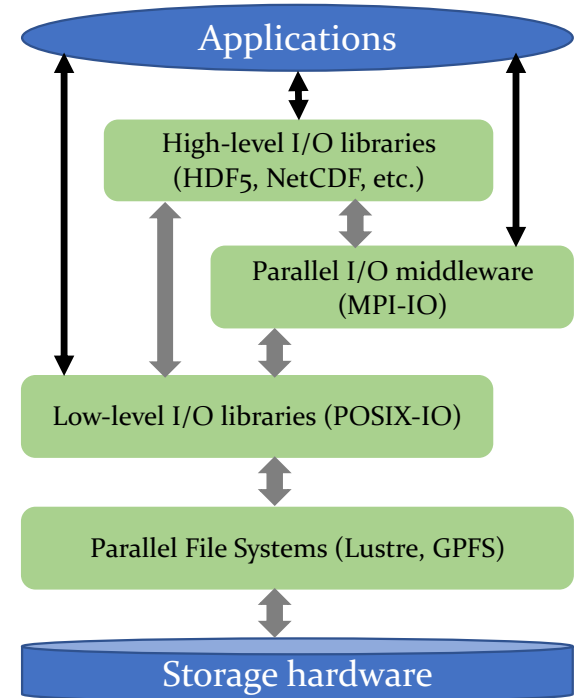 Applications
High-level I/O libraries
(HDF5, NetCDF, etc.)
Parallel I/O middleware
(MPI-IO)
Low-level I/O libraries (POSIX-IO)
Parallel File Systems (Lustre, GPFS)
Storage hardware